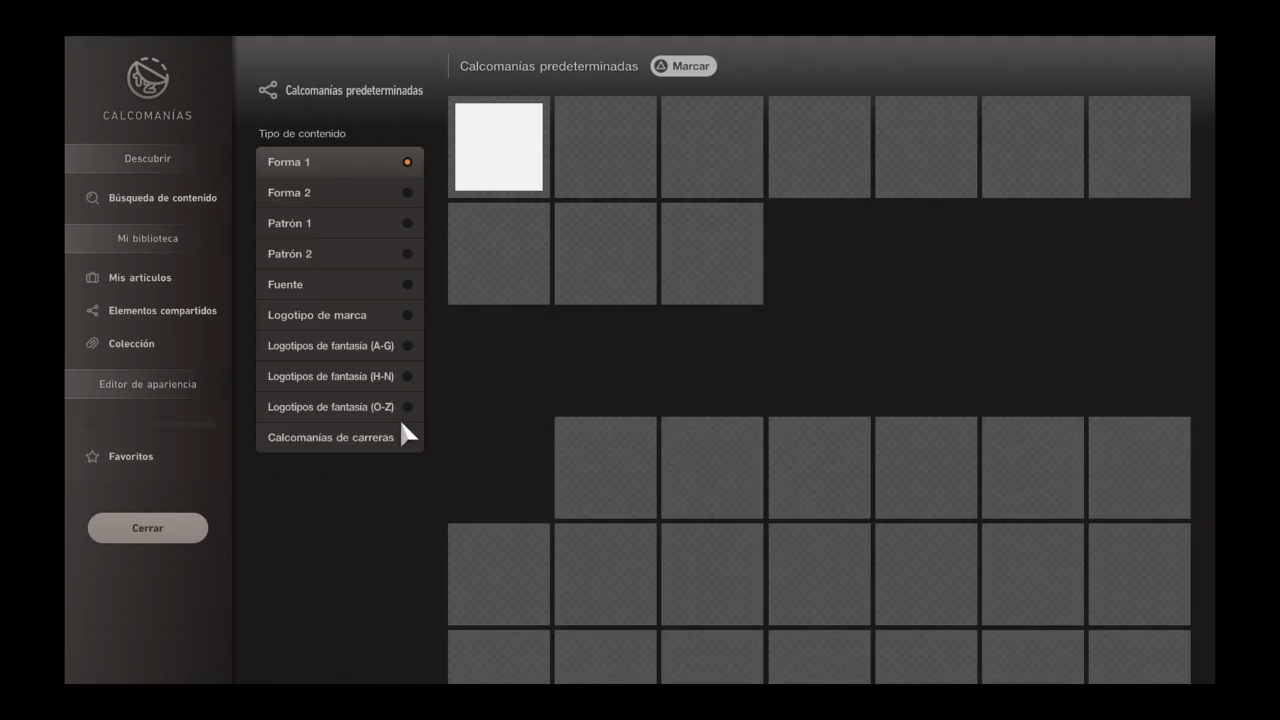 CALCOMANÍAS
Descubrir
Búsqueda de contenido
Mi biblioteca
Mis artículos
Elementos compartidos
Colección
Editor de apariencia
Favoritos
Cerrar
Calcomanías predeterminadas
Tipo de contenido
Forma 1
Forma 2
Patrón 1
Patrón 2
Fuente
Logotipo de marca
Logotipos de fantasía (A-G)
Logotipos de fantasía (H-N)
Logotipos de fantasía (O-Z)
Calcomanías de carreras
Calcomanías predeterminadas Marcar